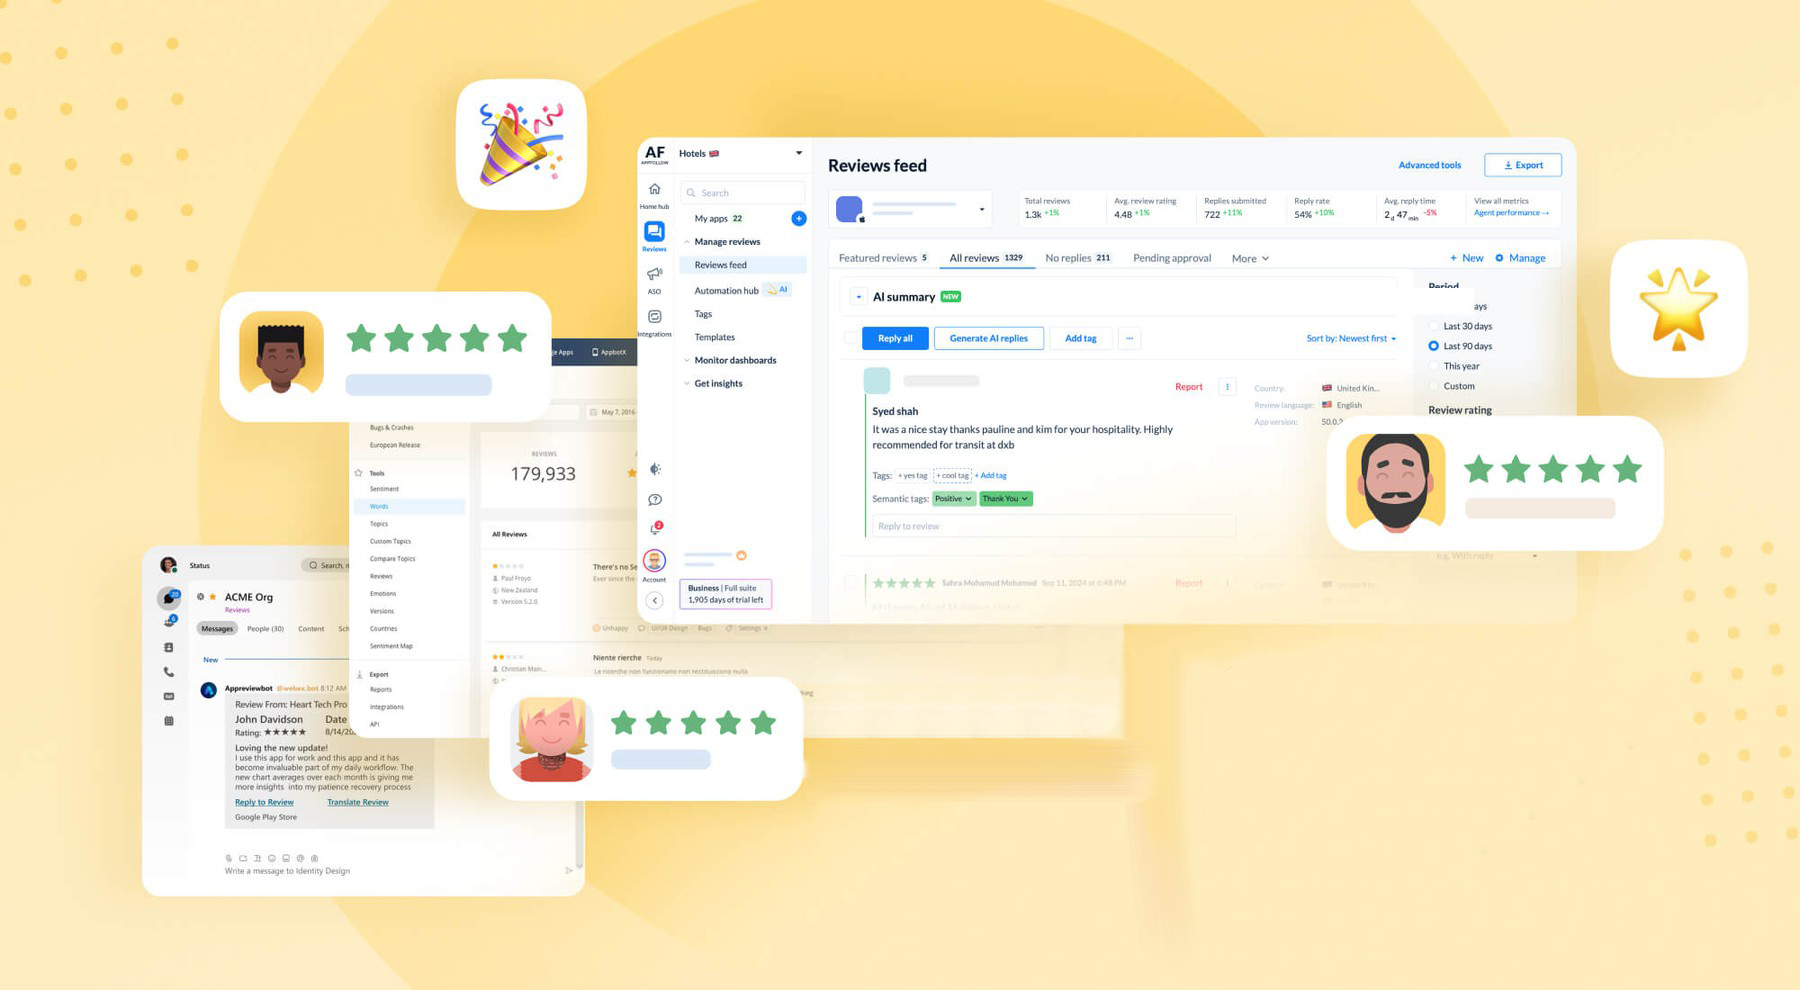 AF
APPFOLLOW
Hotels
Home hub
Reviews
ASO
Integrations
2
Account
Search
My apps 22
Manage reviews
Reviews feed
Automation hub AI
Tags
Templates
Monitor dashboards
Get insights
Business | Full suite
1,905 days of trial left
Reviews feed
Advanced tools
Export
Total reviews
1.3k +1%
Avg. review rating
4.48 +1%
Replies submitted
722 +11%
Reply rate
54% +10%
Avg. reply time
2 d 47 min -5%
View all metrics
Agent performance →
Featured reviews 5
All reviews 1329
No replies 211
Pending approval
More
+ New
Manage
AI summary NEW
Reply all
Generate AI replies
Add tag
Sort by: Newest first
Period
ays
Last 30 days
Last 90 days
This year
Custom
Review rating
Report
Country: United Kin...
Review language: English
App version: 50.0.
Syed shah
It was a nice stay thanks pauline and kim for your hospitality. Highly
recommended for transit at dxb
Tags: + yes tag + cool tag + Add tag
Semantic tags: Positive Thank You
Reply to review
e.g. With reply
Sahra Mohamud Mohamed Sep 11, 2024 at 6:48 PM
Report
ge Apps
AppbotX
May 7, 2016 -
Bugs & Crashes
European Release
Tools
Sentiment
Words
Topics
Custom Topics
Compare Topics
Reviews
Emotions
Versions
Countries
Sentiment Map
Export
Reports
Integrations
API
REVIEWS
179,933
All Reviews
Paul Froyo
New Zealand
Version 5.2.0
There's no Se
Ever since the
Unhappy
UI/UX Design
Bugs
Settings ×
Christian Main...
Niente rierche Today
Le ricerche non funzionano non restituiscono nulla
thing
Status
Search, m
20
6
ACME Org
Reviews
Messages
People (30)
Content
Sch
New
Appreviewbot @webex.bot 8:12 AM
Review From: Heart Tech Pro
John Davidson
Date
Rating: ★★★★★
8/14/20
Loving the new update!
I use this app for work and this app and it has
become invaluable part of my daily workflow. The
new chart averages over each month is giving me
more insights into my patience recovery process
Reply to Review
Translate Review
Google Play Store
Write a message to Identity Design